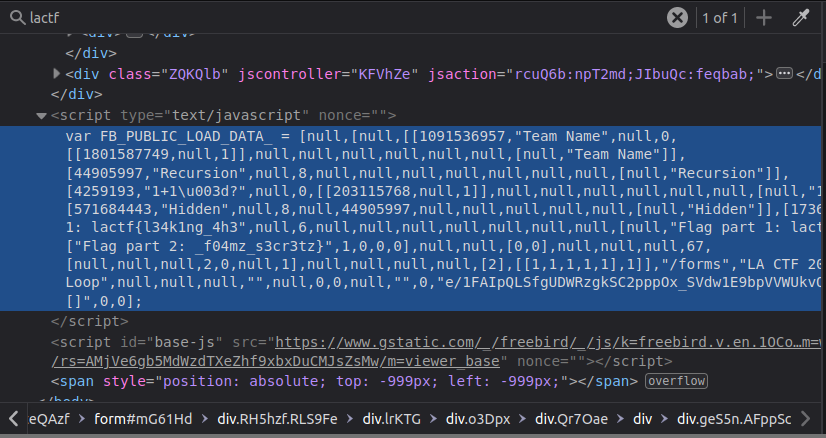 lactf
1 of 1
<div> </div>
</div>
<div class="ZQKQlb" jscontroller="KFVhZe" jsaction="rcuQ6b:npT2md;JIbuQc:feqbab;"> </d
</div>
<script type="text/javascript" nonce="">
var FB_PUBLIC_LOAD_DATA_ = [null,[null,[[1091536957,"Team Name",null,0,
[[1801587749,null,1]],null,null,null,null,null,null,[null,"Team Name"]],
[44905997,"Recursion",null,8,null,null,null,null,null,null,null,[null,"Recursion"]],
[4259193,"1+1\u003d?",null,0,[[203115768,null,1]],null,null,null,null,null,null,[null,"1
[571684443,"Hidden",null,8,null,44905997,null,null,null,null,null,[null,"Hidden"]],[1736
1: lactf{l34k1ng_4h3",null,6,null,null,null,null,null,null,null,[null,"Flag part 1: lact
["Flag part 2: _f04mz_s3cr3tz}",1,0,0,0],null,null,[0,0],null,null,null,67,
[null,null,null,2,0,null,1],null,null,null,null,[2],[[1,1,1,1,1],1]],"/forms","LA CTF 20
Loop",null,null,null,"",null,0,0,null,"",0,"e/1FAIpQLSfgUDWRzgkSC2pppOx_SVdw1E9bpVVWUkvO
[]",0,0];
</script>
<script id="base-js" src="https://www.gstatic.com/_/freebird/_/js/k=freebird.v.en.1OCo…m=v
/rs=AMjVe6gb5MdWzdTXeZhf9xbxDuCMJsZsMw/m=viewer_base" nonce=""></script>
<span style="position: absolute; top: -999px; left: -999px;"></span> overflow
</body>
eQAzf > form#mG61Hd > div.RH5hzf.RLS9Fe > div.lrKTG > div.o3Dpx > div.Qr7Oae > div > div.geS5n.AFppSc